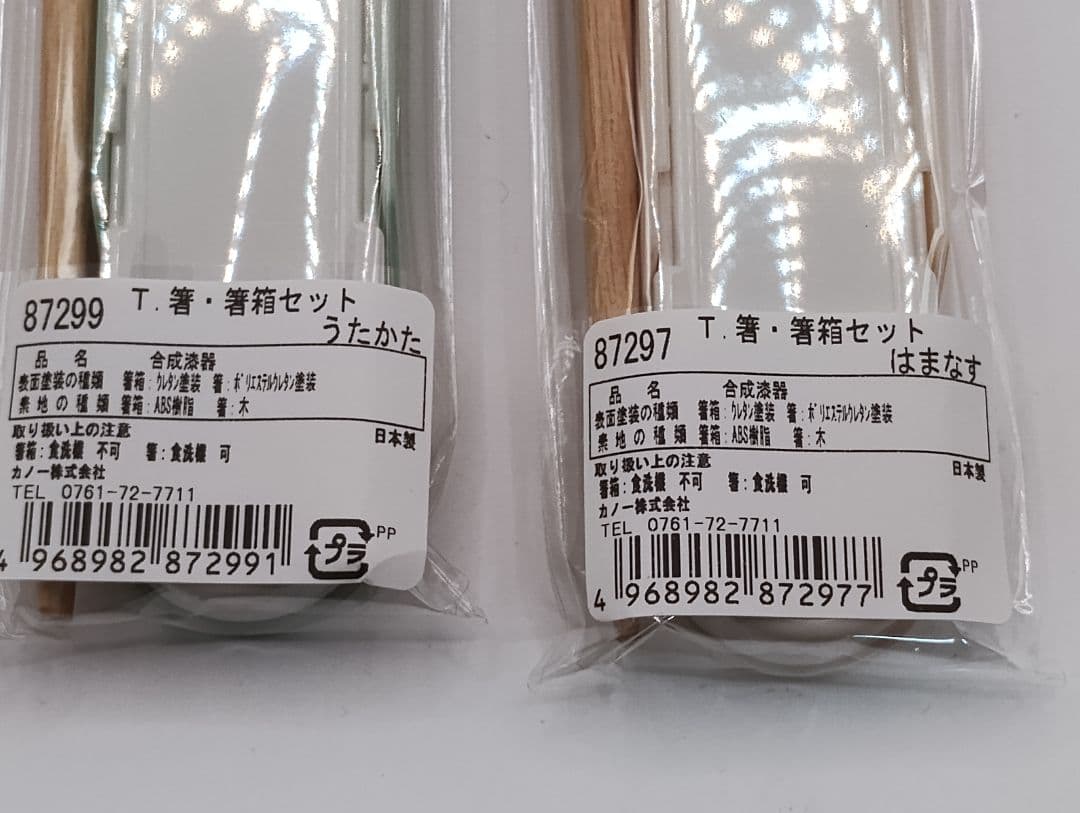 87299 T.箸・箸箱セット
うたかた
品名 合成漆器
表面塗装の種類 箸箱:ウレタン塗装 箸:ポリエステルウレタン塗装
素地の種類 箸箱:ABS樹脂 箸:木
取り扱い上の注意 日本製
箸箱:食洗機 不可 箸:食洗機 可
カノー株式会社
TEL 0761-72-7711
プラ PP
4 968982 872991
87297 T.箸・箸箱セット
はまなす
品名 合成漆器
表面塗装の種類 箸箱:ウレタン塗装 箸:ポリエステルウレタン塗装
素地の種類 箸箱:ABS樹脂 箸:木
取り扱い上の注意 日本製
箸箱:食洗機 不可 箸:食洗機 可
カノー株式会社
TEL 0761-72-7711
プラ PP
4 968982 872977